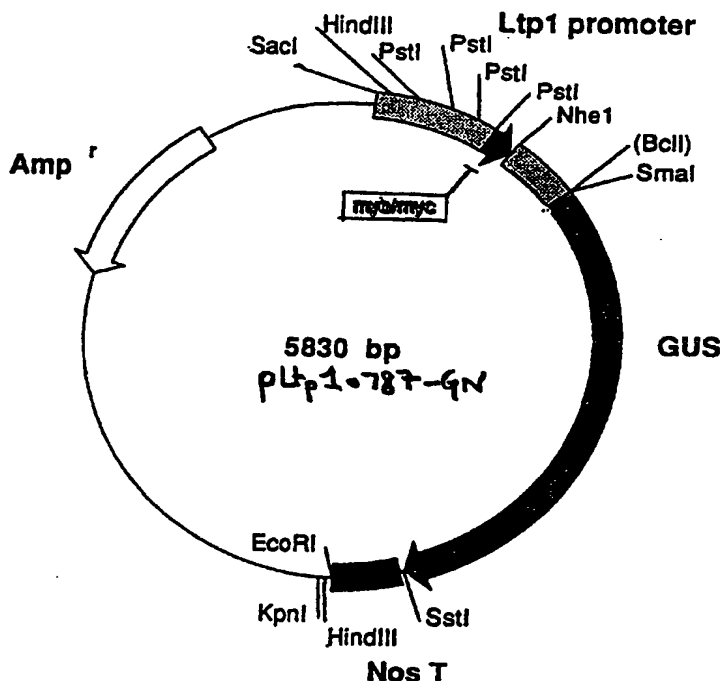 Ltp1 promoter
HindIII
SacI
PstI
PstI
PstI
PstI
Nhe1
(BclI)
SmaI
Amp r
myb/myc
5830 bp
pLtp1.787-GN
GUS
EcoRI
KpnI
HindIII
SstI
Nos T